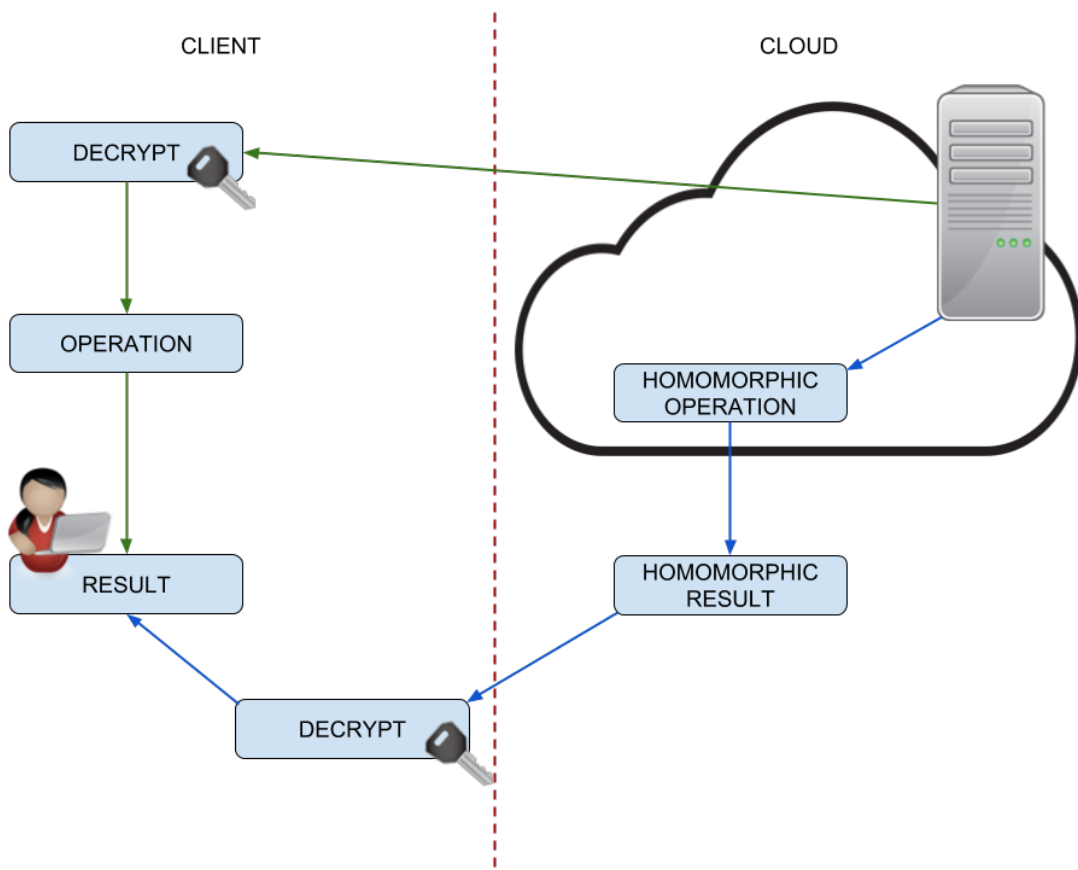 CLIENT
CLOUD
DECRYPT
OPERATION
HOMOMORPHIC
OPERATION
RESULT
HOMOMORPHIC
RESULT
DECRYPT